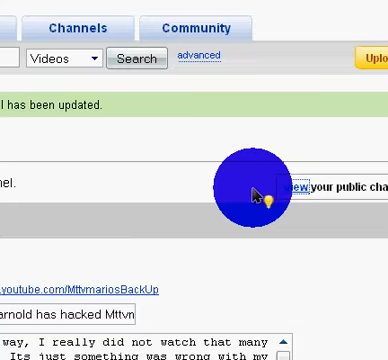 Channels
Community
Videos
Search
advanced
Uplo
l has been updated.
nel.
your public cha
.youtube.com/MttvmariosBackUp
arnold has hacked Mttvn
way, I really did not watch that many
Its just something was wrong with my